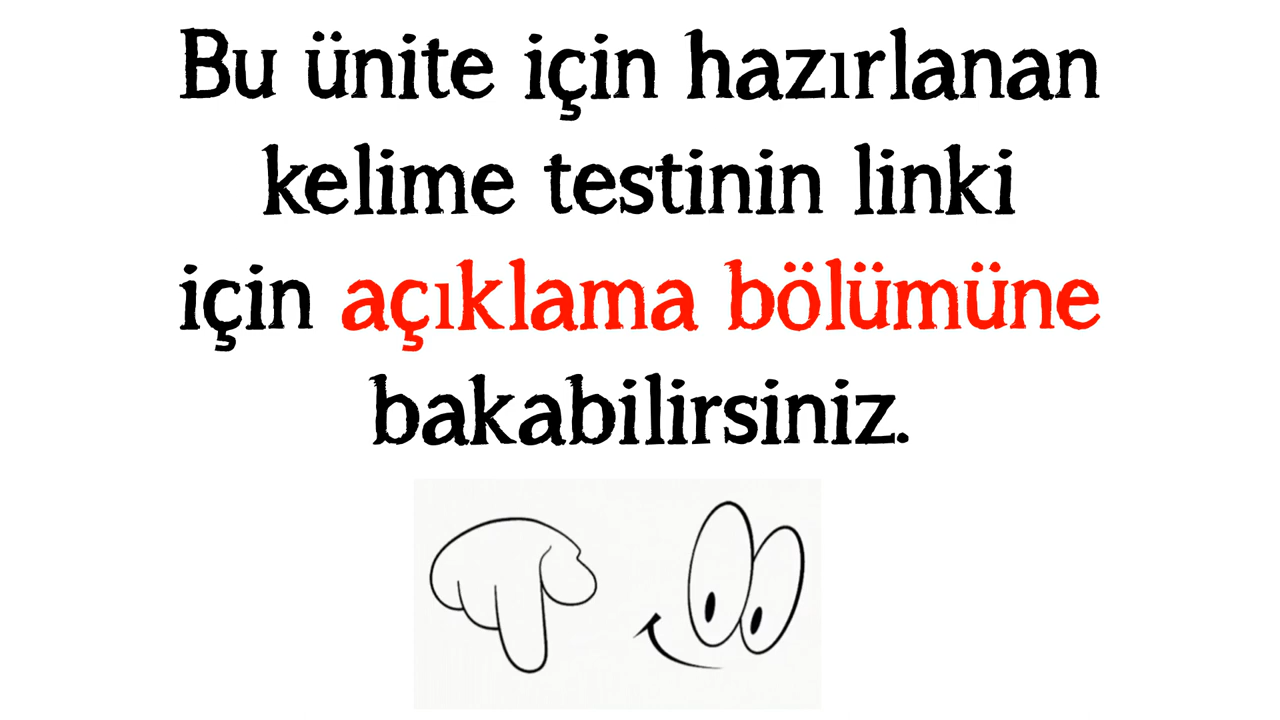 Bu ünite için hazırlanan
kelime testinin linki
için açıklama bölümüne
bakabilirsiniz.